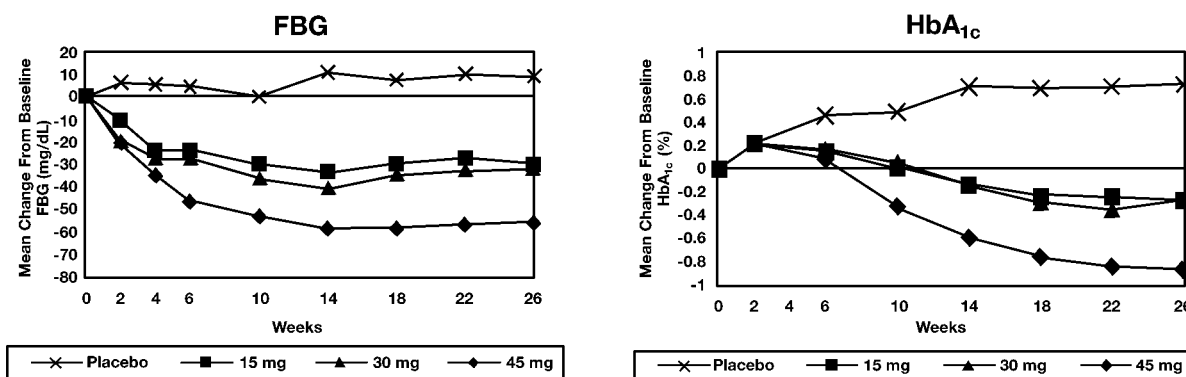 FBG
Mean Change From Baseline
FBG (mg/dL)
20
10
0
-10
-20
-30
-40
-50
-60
-70
-80
0 2 4 6 10 14 18 22 26
Weeks
Placebo 15 mg 30 mg 45 mg
HbA1c
Mean Change From Baseline
HbA1c (%)
1
0.8
0.6
0.4
0.2
0
-0.2
-0.4
-0.6
-0.8
-1
0 2 4 6 10 14 18 22 26
Weeks
Placebo 15 mg 30 mg 45 mg